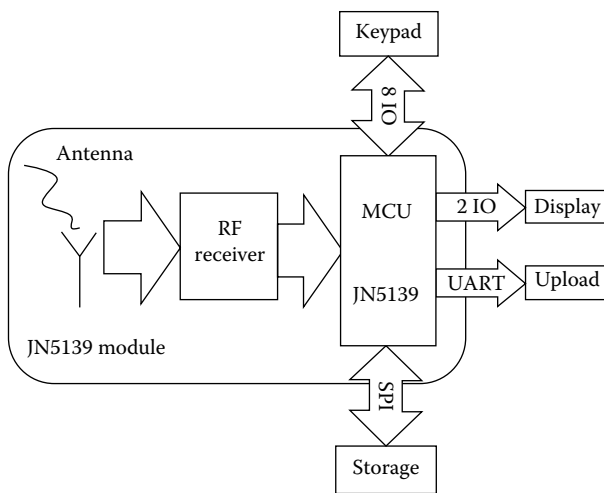 Keypad
8 IO
Antenna
RF
receiver
MCU
JN5139
2 IO
Display
UART
Upload
JN5139 module
SPI
Storage